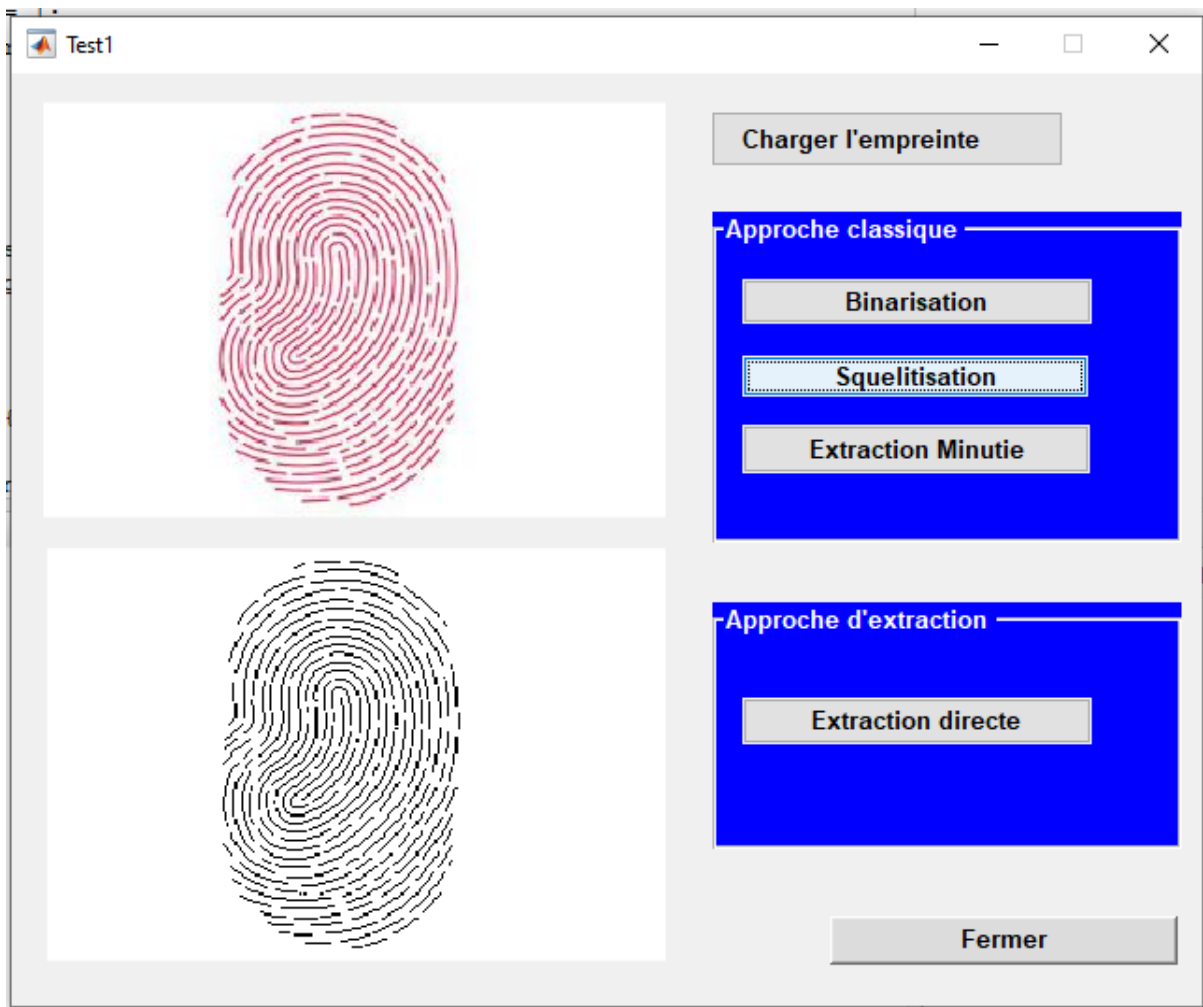 Test1
Charger l'empreinte
Approche classique
Binarisation
Squelitisation
Extraction Minutie
Approche d'extraction
Extraction directe
Fermer